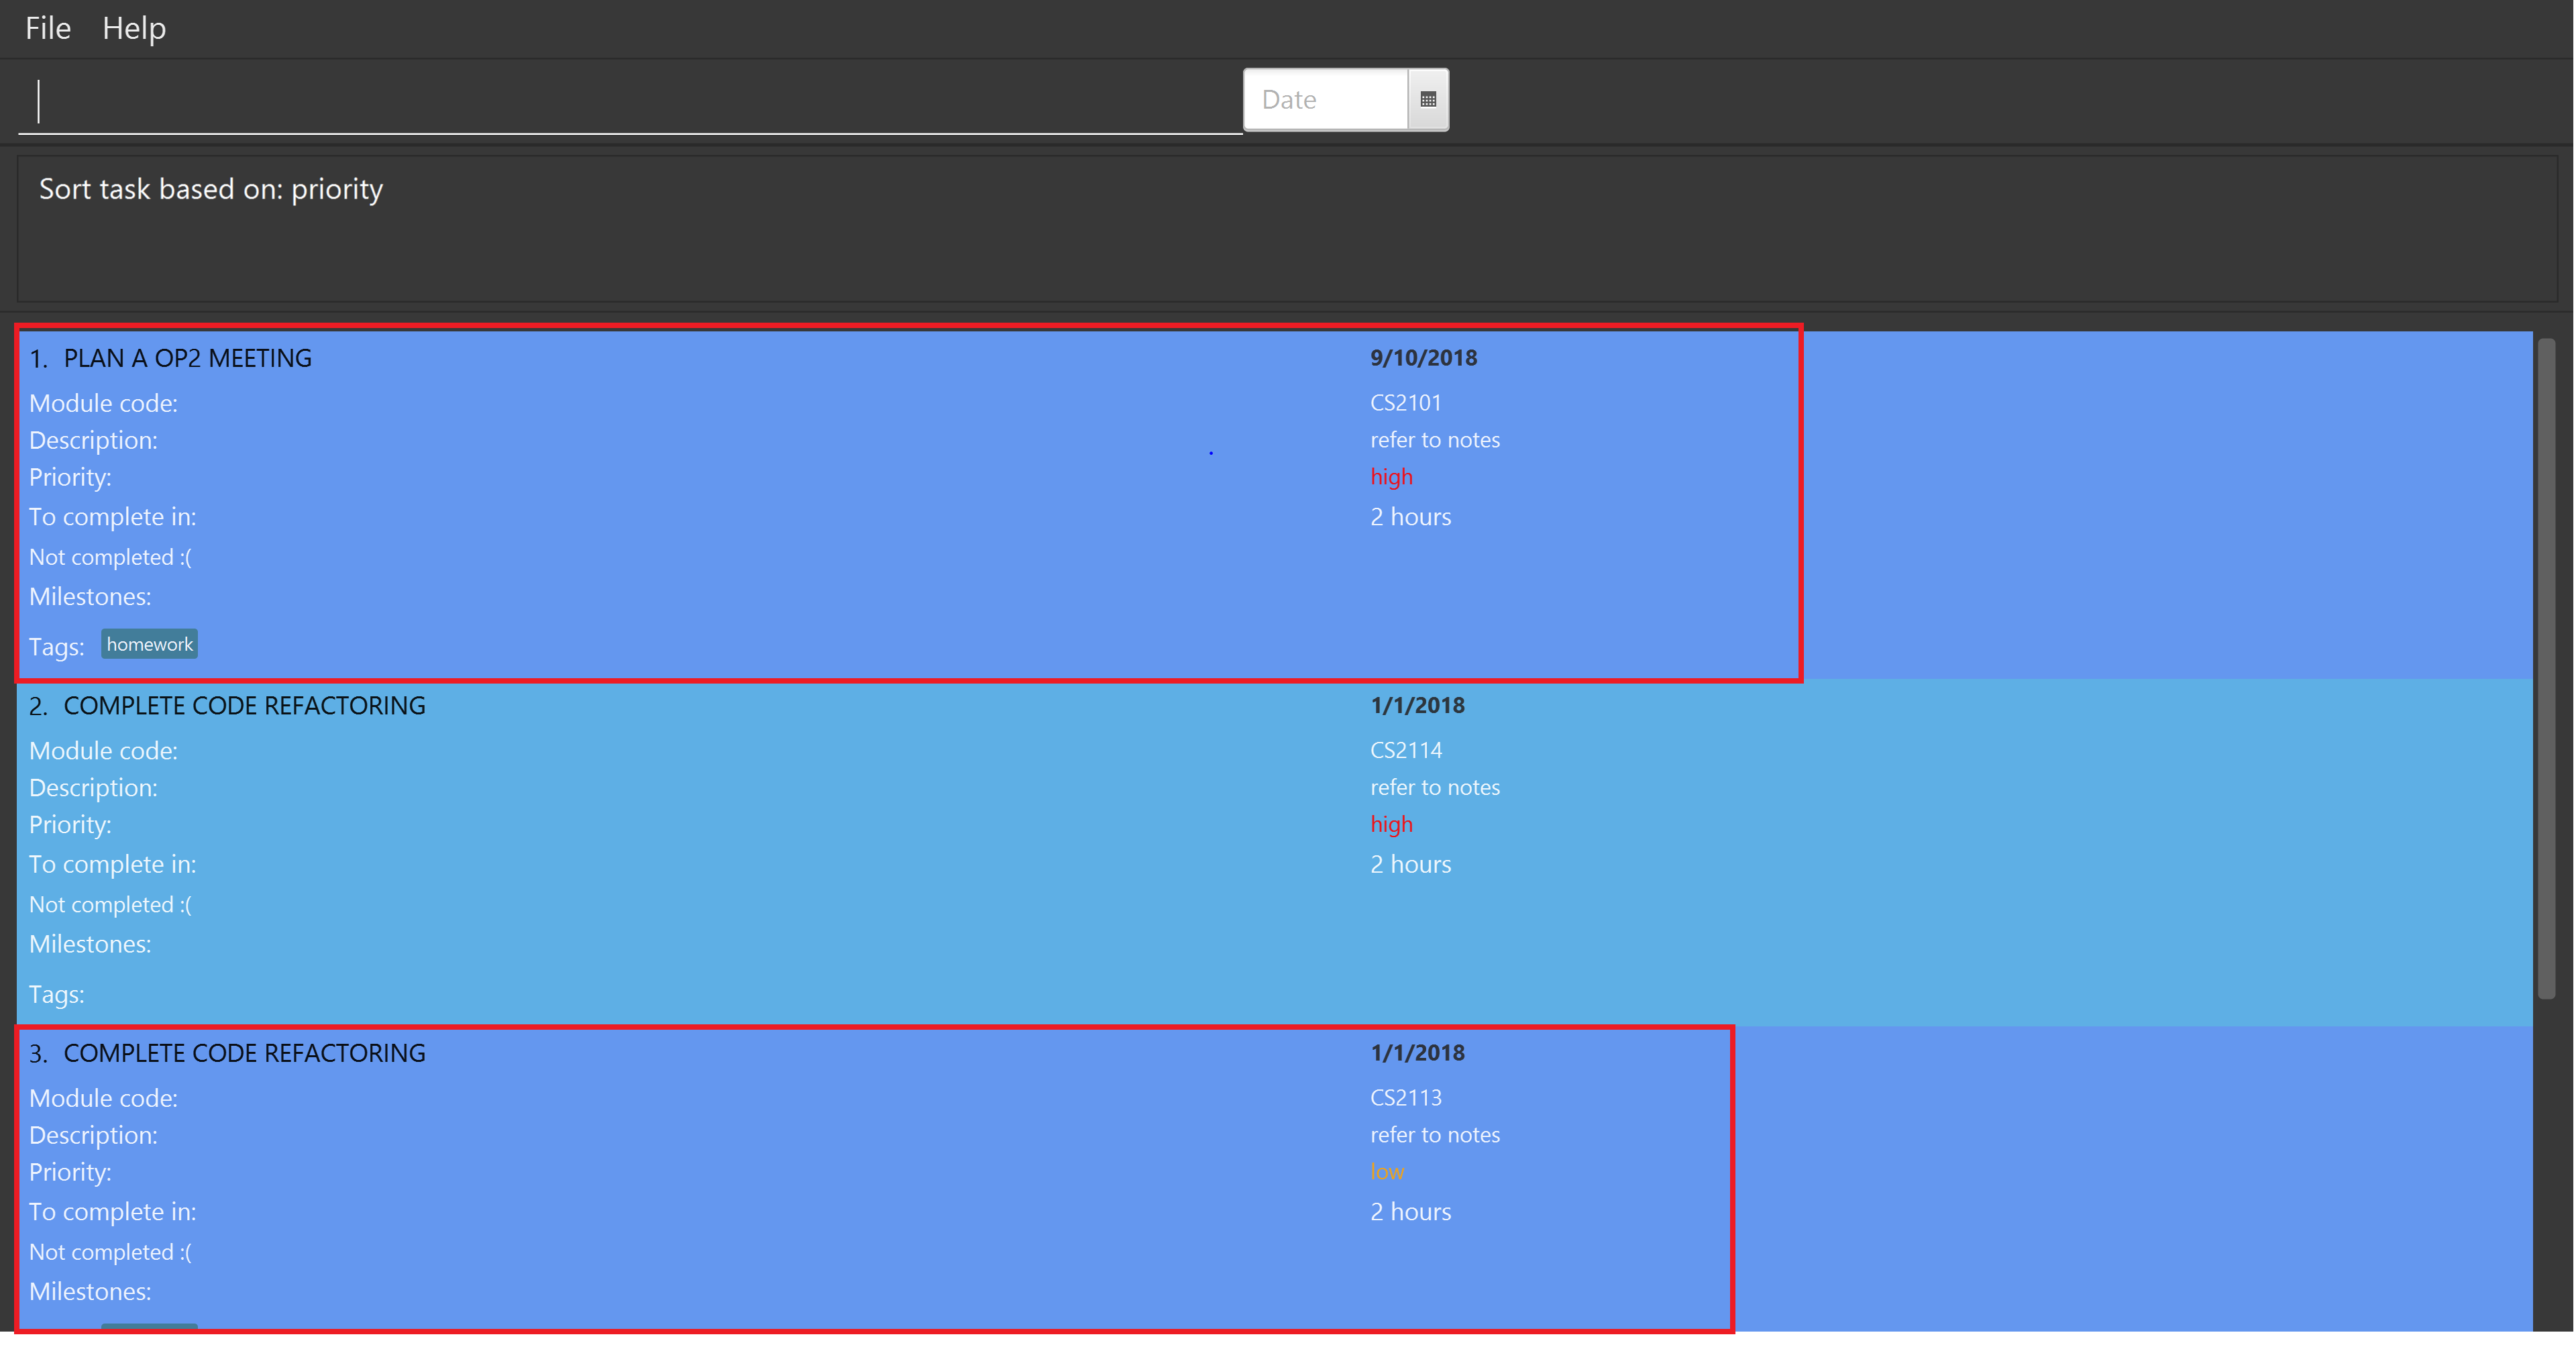 File Help
Date
Sort task based on: priority
1. PLAN A OP2 MEETING 9/10/2018
Module code: CS2101
Description: refer to notes
Priority: high
To complete in: 2 hours
Not completed :(
Milestones:
Tags: homework
2. COMPLETE CODE REFACTORING 1/1/2018
Module code: CS2114
Description: refer to notes
Priority: high
To complete in: 2 hours
Not completed :(
Milestones:
Tags:
3. COMPLETE CODE REFACTORING 1/1/2018
Module code: CS2113
Description: refer to notes
Priority: low
To complete in: 2 hours
Not completed :(
Milestones: